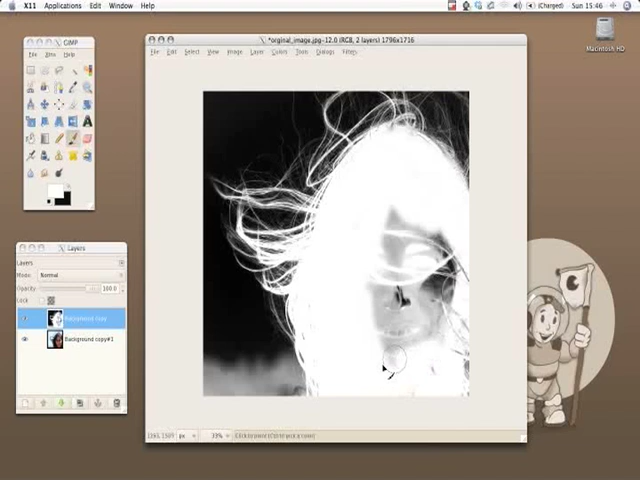 X11 Applications Edit Window Help
(Charged) Sun 15:46
Macintosh HD
GIMP
File
Help
*orginal_image.jpg-12.0 (RGB, 2 layers) 1796x1716
File Edit Select View Image Layer Colors Tools Dialogs Filters
Layers
Layers
Mode: Normal
Opacity: 100.0
Lock:
Background copy
Background copy#1
px 33%